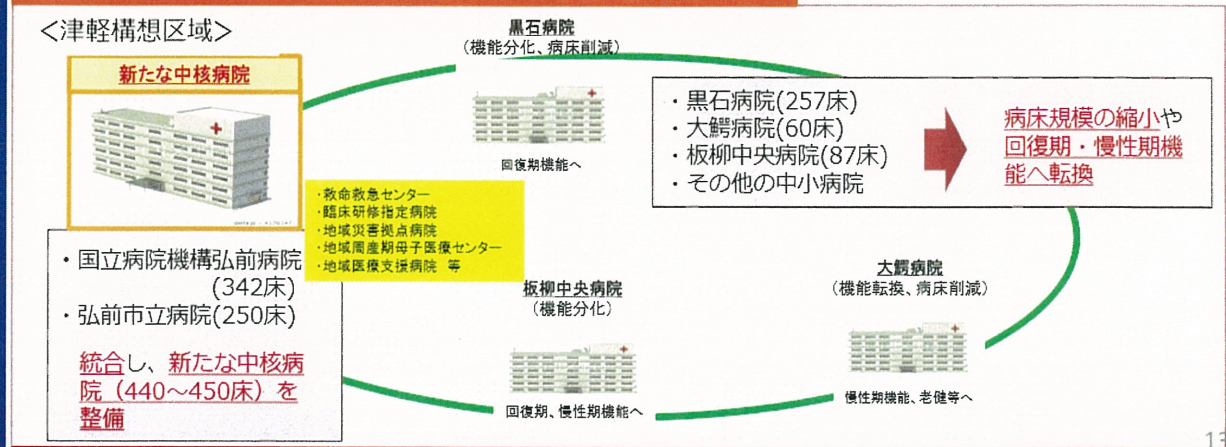 ＜津軽構想区域＞
新たな中核病院
・救命救急センター
・臨床研修指定病院
・地域災害拠点病院
・地域周産期母子医療センター
・地域医療支援病院 等
・国立病院機構弘前病院
(342床)
・弘前市立病院(250床)
統合し、新たな中核病
院（440～450床）を
整備
黒石病院
(機能分化、病床削減)
回復期機能へ
・黒石病院(257床)
・大鰐病院(60床)
・板柳中央病院(87床)
・その他の中小病院
病床規模の縮小や
回復期・慢性期機
能へ転換
板柳中央病院
(機能分化)
回復期、慢性期機能へ
大鰐病院
(機能転換、病床削減)
慢性期機能、老健等へ
13